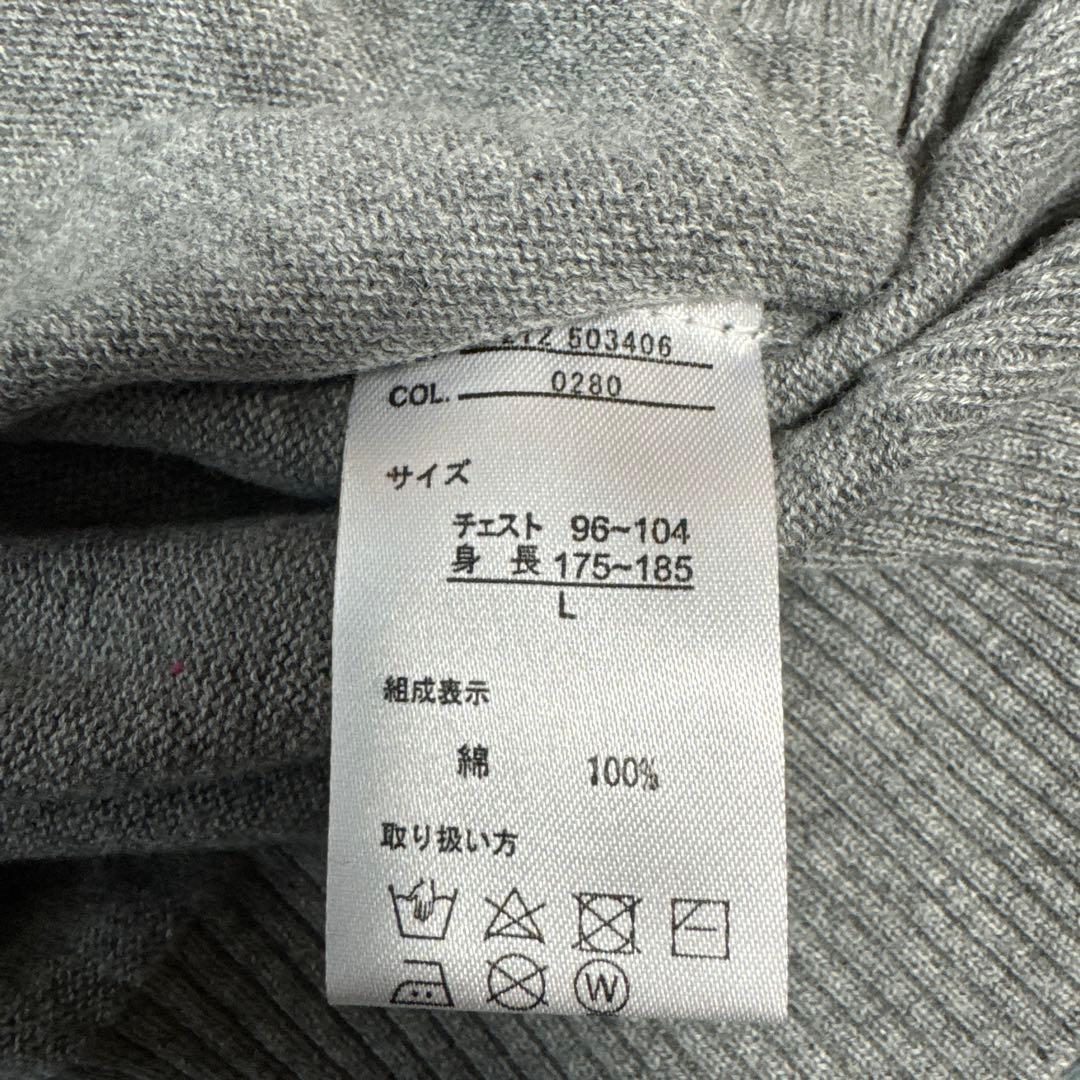 503406
COL. 0280
サイズ
チェスト 96~104
身長 175~185
L
組成表示
綿 100%
取り扱い方
W